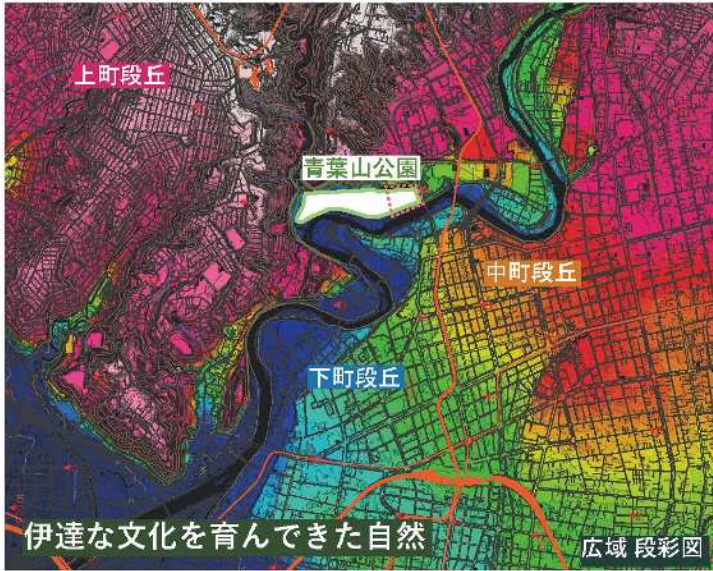 上町段丘
青葉山公園
中町段丘
下町段丘
伊達な文化を育んできた自然
広域 段彩図